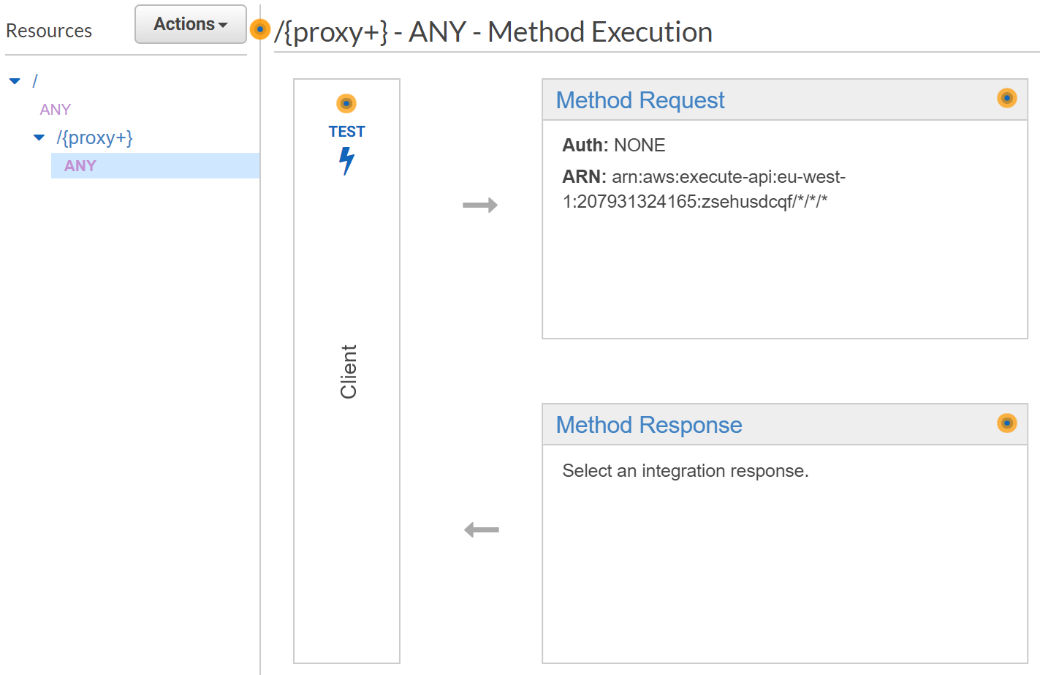 Resources
Actions
/{proxy+} - ANY - Method Execution
/
ANY
/{proxy+}
ANY
TEST
Client
Method Request
Auth: NONE
ARN: arn:aws:execute-api:eu-west-
1:207931324165:zsehusdcqf/*/*/*
Method Response
Select an integration response.